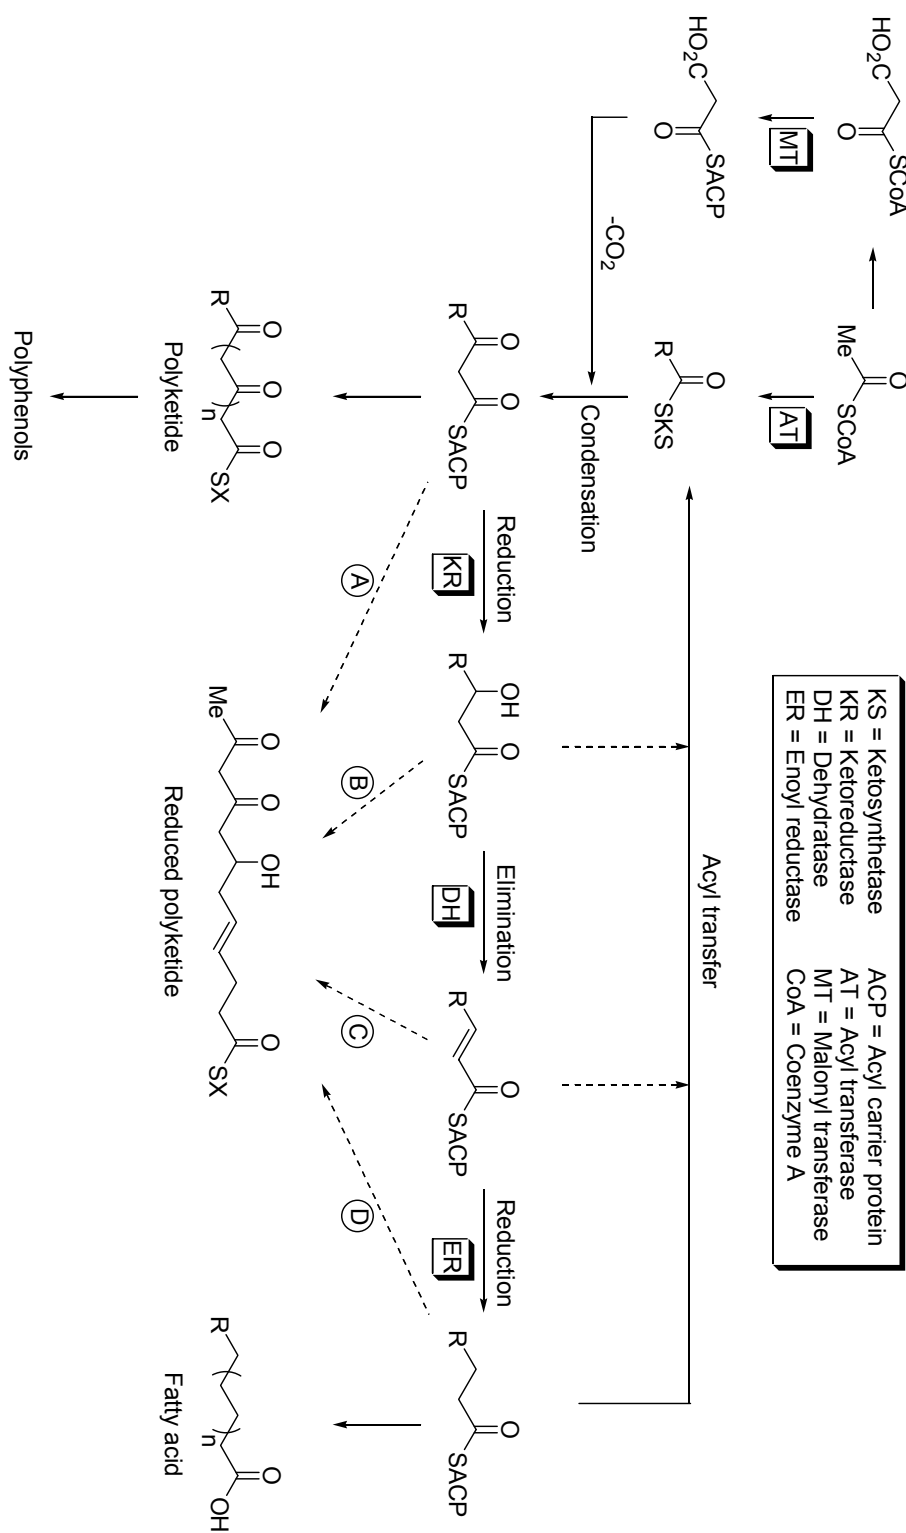 HO2C
O
SCoA
Me
O
SCoA
KS = Ketosynthetase
KR = Ketoreductase
DH = Dehydratase
ER = Enoyl reductase
ACP = Acyl carrier protein
AT = Acyl transferase
MT = Malonyl transferase
CoA = Coenzyme A
MT
AT
HO2C
O
SACP
R
O
SKS
Acyl transfer
-CO2
Condensation
R
O
O
SACP
Reduction
KR
R
OH
O
SACP
Elimination
DH
R
O
SACP
Reduction
ER
R
O
SACP
A
B
C
D
R
O
O
n
O
SX
Polyketide
Me
O
O
OH
O
SX
Reduced polyketide
R
n
O
OH
Fatty acid
Polyphenols